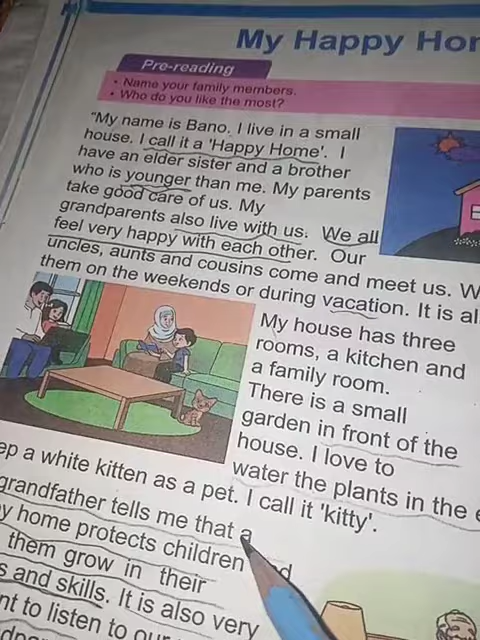 My Happy Hom
Pre-reading
• Name your family members.
• Who do you like the most?
"My name is Bano. I live in a small
house. I call it a 'Happy Home'. I
have an elder sister and a brother
who is younger than me. My parents
take good care of us. My
grandparents also live with us. We all
feel very happy with each other. Our
uncles, aunts and cousins come and meet us. W
them on the weekends or during vacation. It is al
My house has three
rooms, a kitchen and
a family room.
There is a small
garden in front of the
house. I love to
water the plants in the e
ep a white kitten as a pet. I call it 'kitty'.
grandfather tells me that a
y home protects children
them grow in their
s and skills. It is also very
nt to listen to our